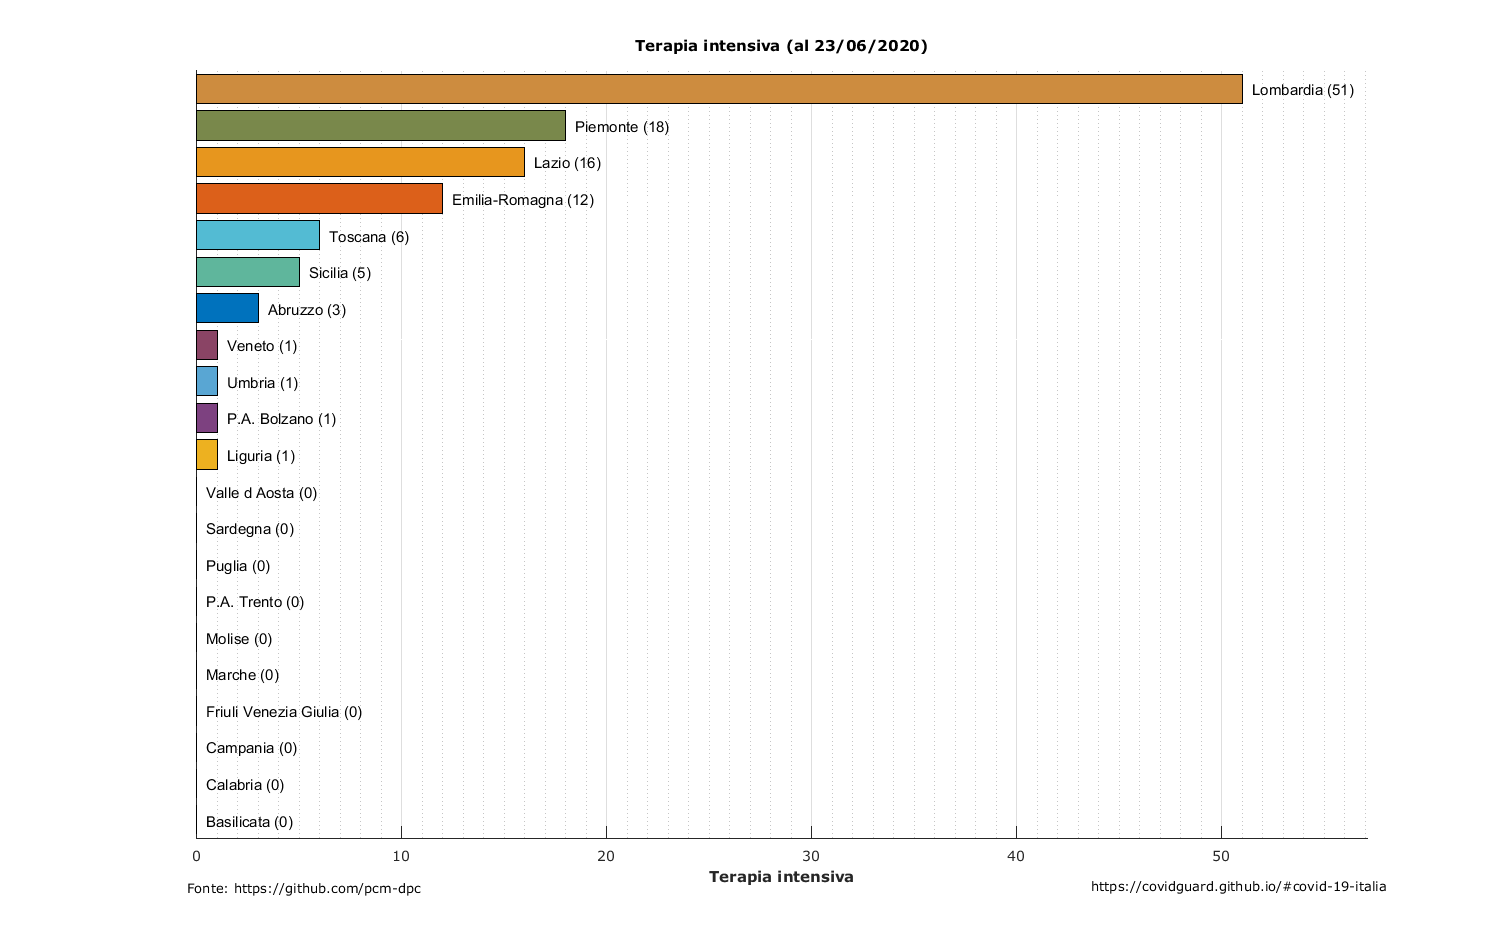 Terapia intensiva (al 23/06/2020)
Lombardia (51)
Piemonte (18)
Lazio (16)
Emilia-Romagna (12)
Toscana (6)
Sicilia (5)
Abruzzo (3)
Veneto (1)
Umbria (1)
P.A. Bolzano (1)
Liguria (1)
Valle d Aosta (0)
Sardegna (0)
Puglia (0)
P.A. Trento (0)
Molise (0)
Marche (0)
Friuli Venezia Giulia (0)
Campania (0)
Calabria (0)
Basilicata (0)
0 10 20 30 40 50
Terapia intensiva
Fonte: https://github.com/pcm-dpc
https://covidguard.github.io/#covid-19-italia